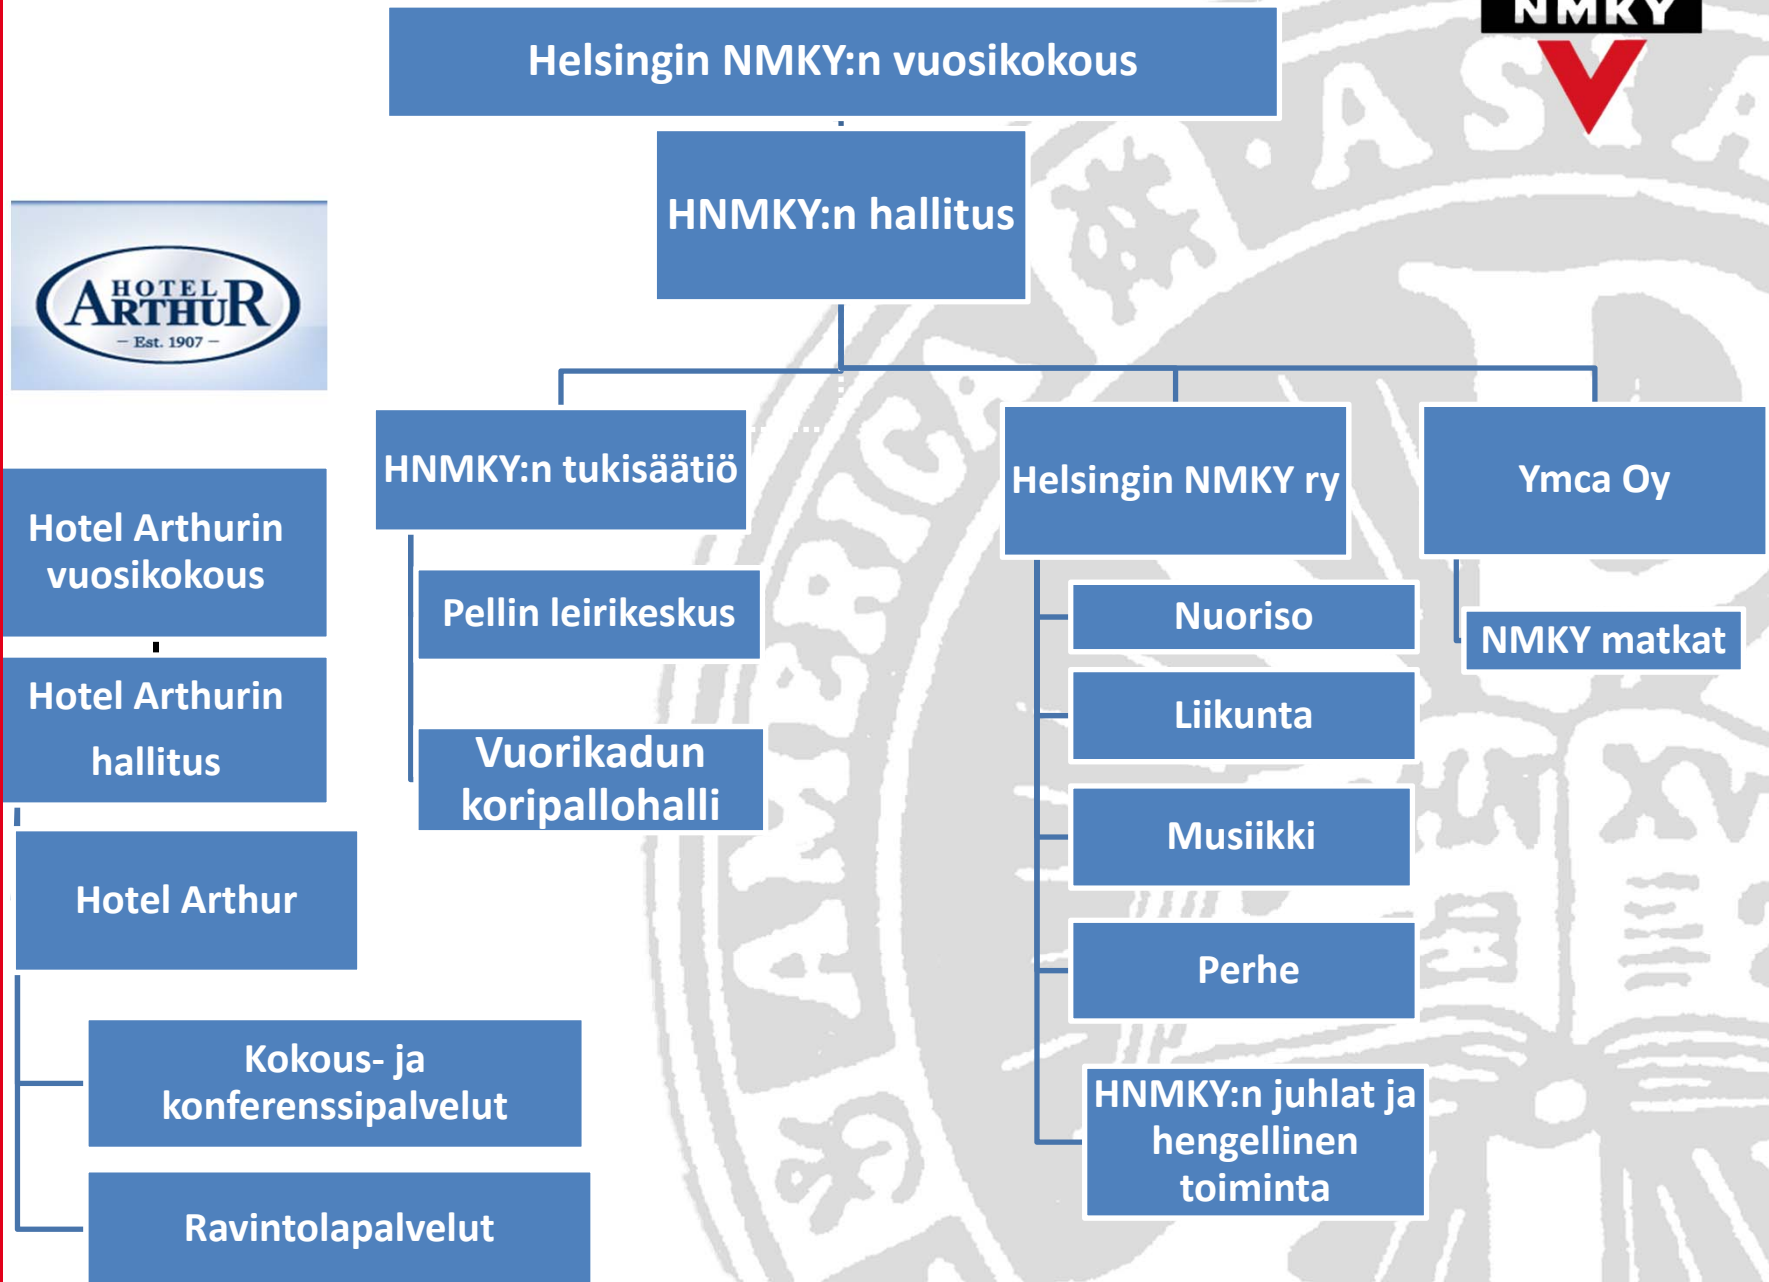 NMKY
Helsingin NMKY:n vuosikokous
HNMKY:n hallitus
HOTEL
ARTHUR
– Est. 1907 –
HNMKY:n tukisäätiö
Helsingin NMKY ry
Ymca Oy
Hotel Arthurin
vuosikokous
Pellin leirikeskus
Nuoriso
NMKY matkat
Hotel Arthurin
hallitus
Vuorikadun
koripallohalli
Liikunta
Musiikki
Hotel Arthur
Perhe
Kokous- ja
konferenssipalvelut
HNMKY:n juhlat ja
hengellinen
toiminta
Ravintolapalvelut
AMERICA
ASIA